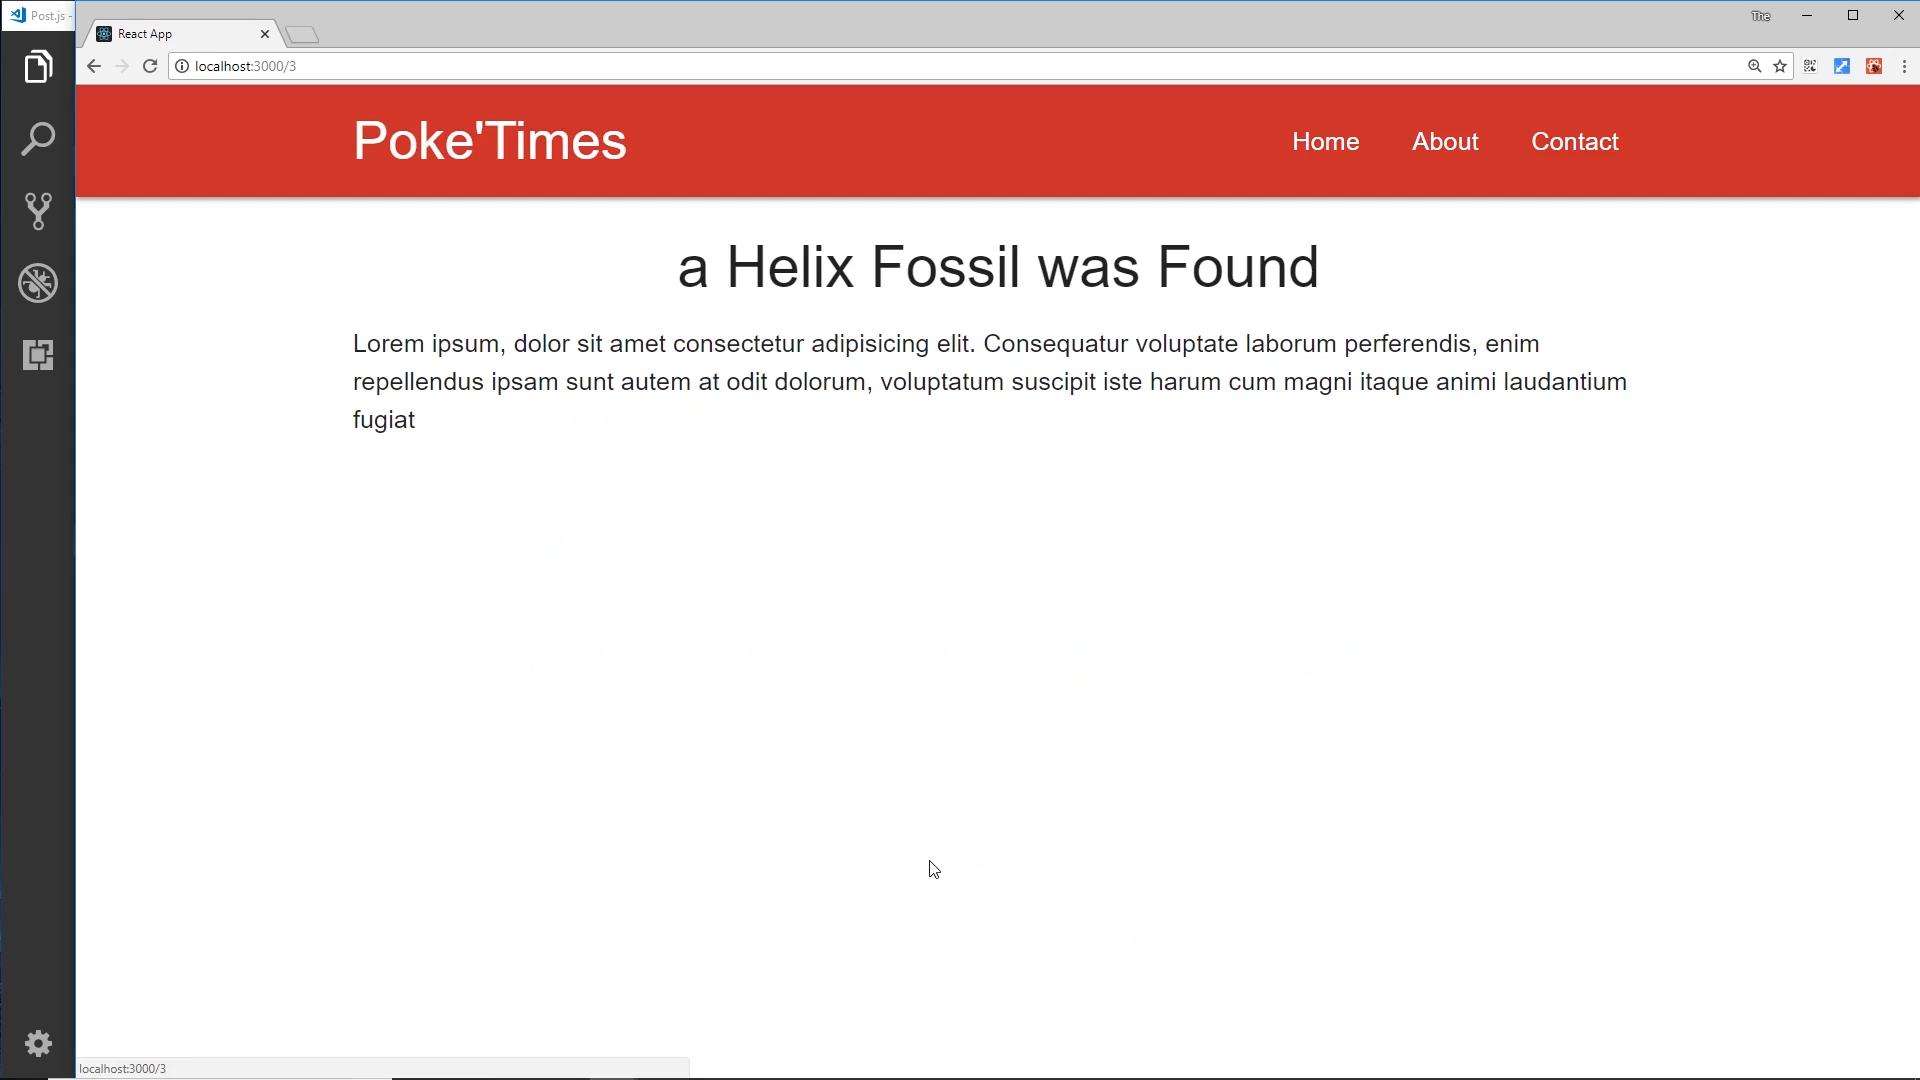 Post.js -
The
React App
localhost:3000/3
Poke'Times
Home About Contact
a Helix Fossil was Found
Lorem ipsum, dolor sit amet consectetur adipisicing elit. Consequatur voluptate laborum perferendis, enim
repellendus ipsam sunt autem at odit dolorum, voluptatum suscipit iste harum cum magni itaque animi laudantium
fugiat
localhost:3000/3